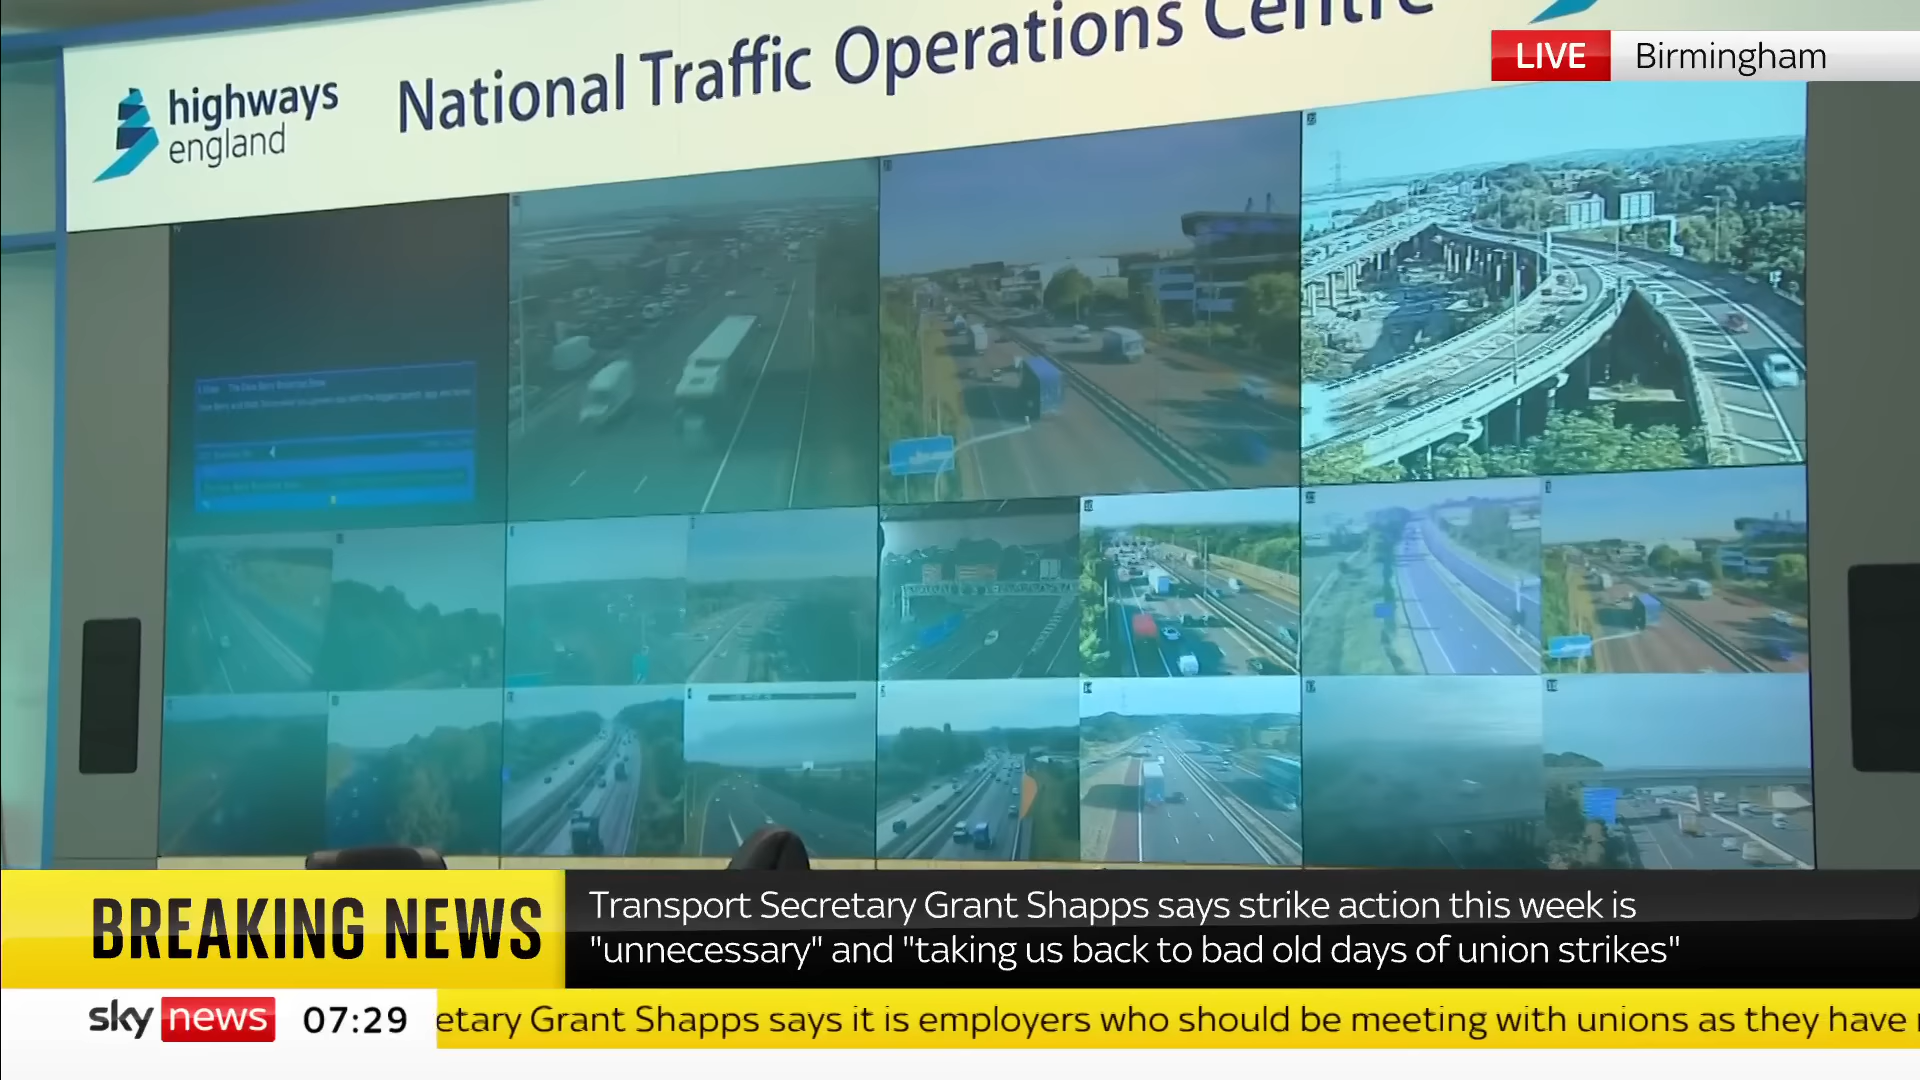 National Traffic Operations Centre
highways
england
LIVE Birmingham
BREAKING NEWS
Transport Secretary Grant Shapps says strike action this week is
"unnecessary" and "taking us back to bad old days of union strikes"
sky news 07:29 etary Grant Shapps says it is employers who should be meeting with unions as they have